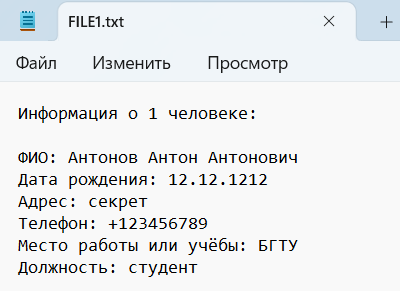 FILE1.txt
Файл Изменить Просмотр
Информация о 1 человеке:
ФИО: Антонов Антон Антонович
Дата рождения: 12.12.1212
Адрес: секрет
Телефон: +123456789
Место работы или учёбы: БГТУ
Должность: студент